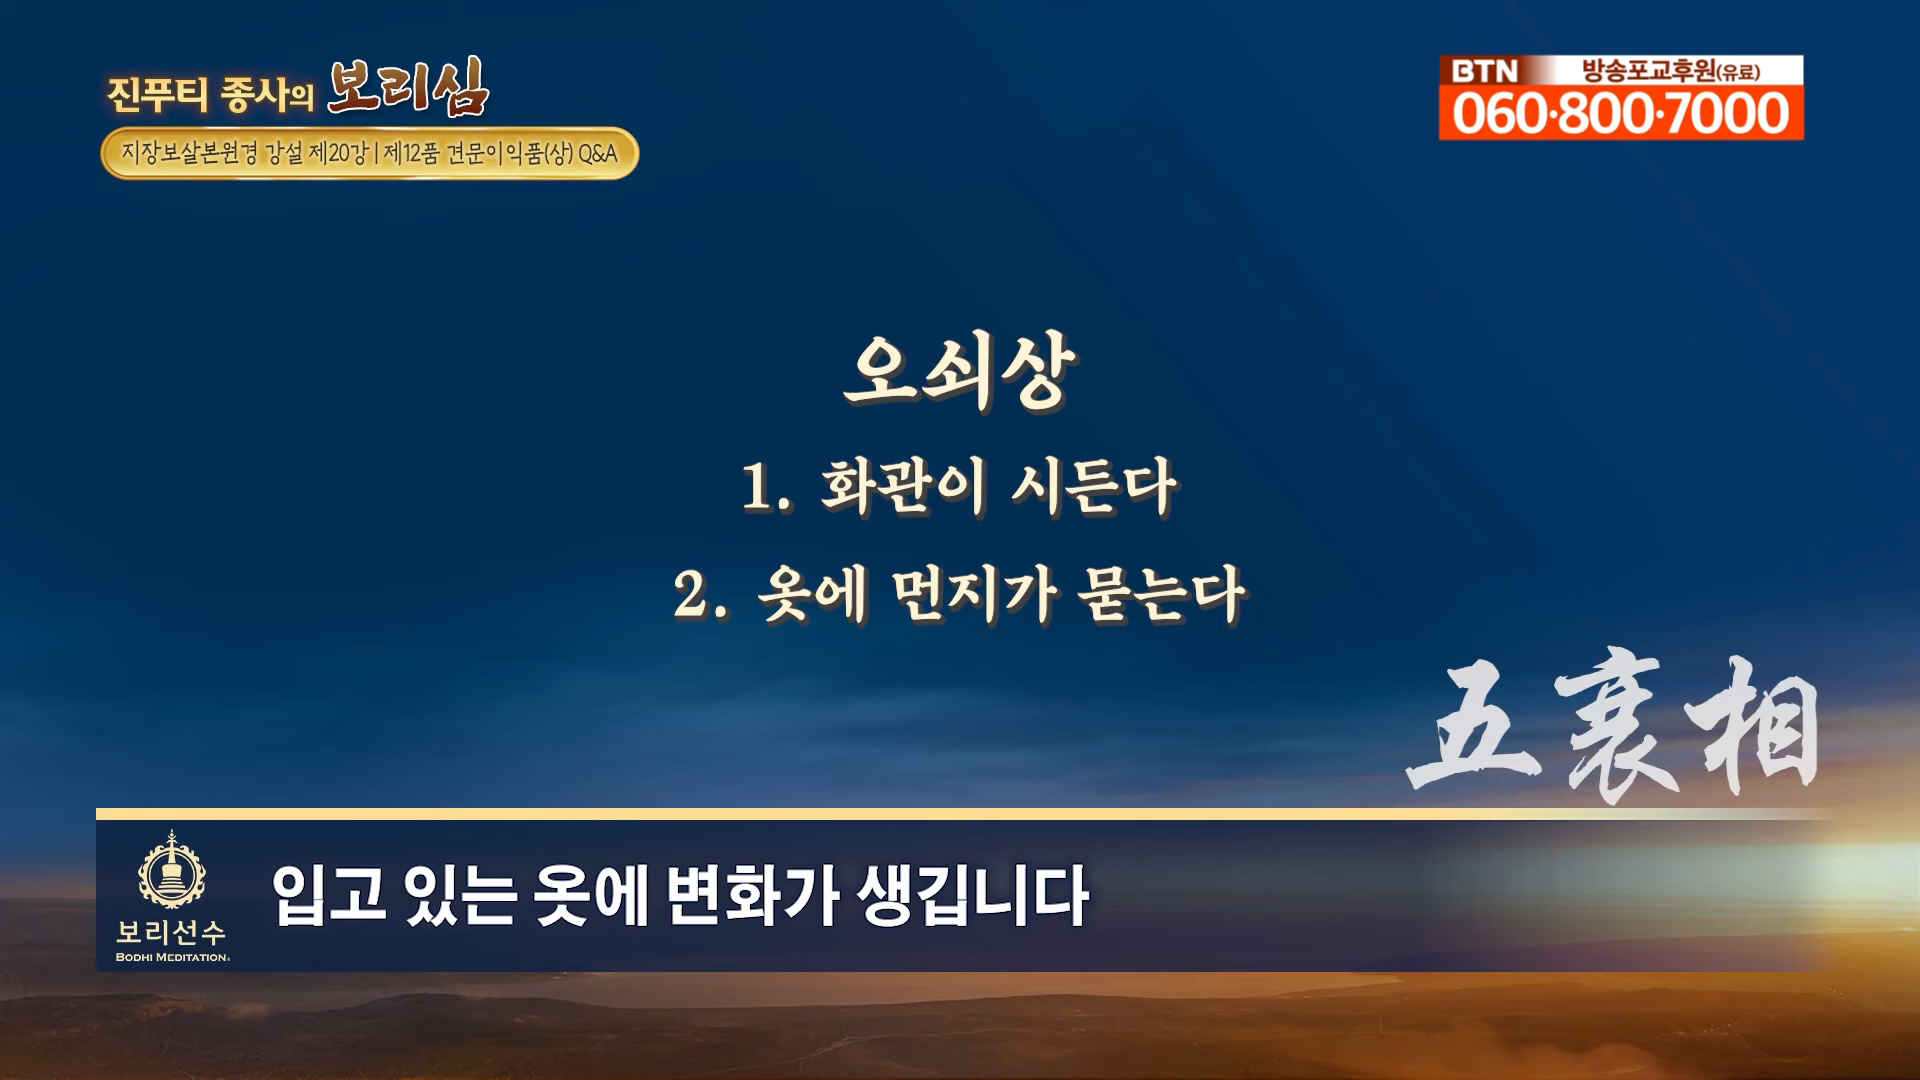 진푸티 종사의 보리심
지장보살본원경 강설 제20강 | 제12품 견문이익품(상) Q&A
BTN 방송포교후원(유료)
060·800·7000
오쇠상
1. 화관이 시든다
2. 옷에 먼지가 묻는다
五衰相
입고 있는 옷에 변화가 생깁니다
보리선수
BODHI MEDITATION